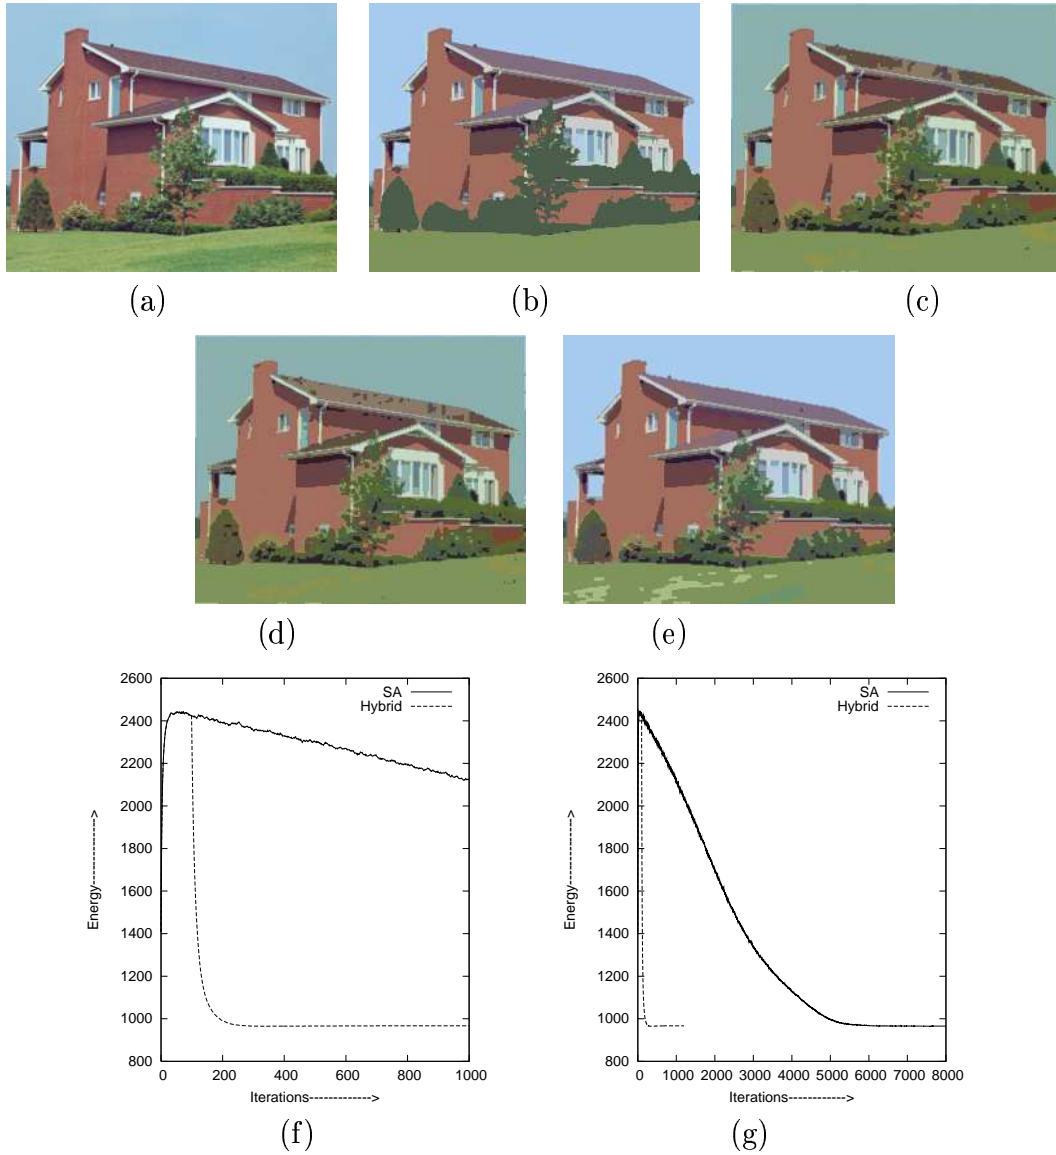 (a)
(b)
(c)
(d)
(e)
2600
2400
2200
2000
1800
1600
1400
1200
1000
800
0
200
400
600
800
1000
SA
Hybrid
Energy------------>
Iterations------------>
(f)
2600
2400
2200
2000
1800
1600
1400
1200
1000
800
0
1000
2000
3000
4000
5000
6000
7000
8000
SA
Hybrid
Energy------------>
Iterations------------>
(g)